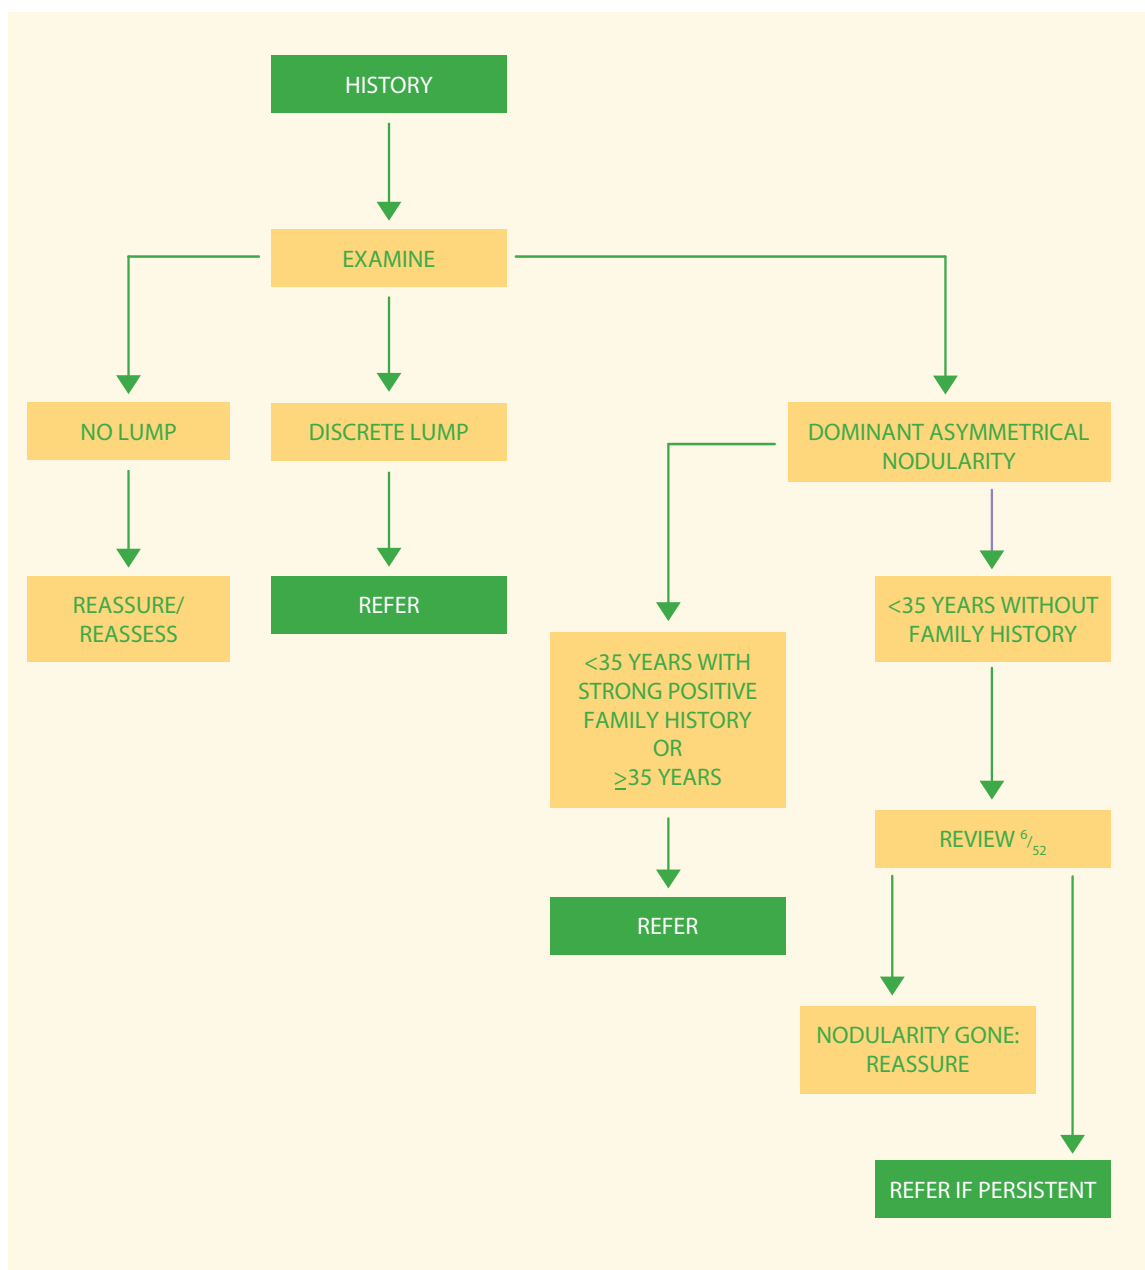 HISTORY
EXAMINE
NO LUMP
DISCRETE LUMP
DOMINANT ASYMMETRICAL
NODULARITY
REASSURE/
REASSESS
REFER
<35 YEARS WITH
STRONG POSITIVE
FAMILY HISTORY
OR
≥35 YEARS
<35 YEARS WITHOUT
FAMILY HISTORY
REVIEW 6/52
REFER
NODULARITY GONE:
REASSURE
REFER IF PERSISTENT